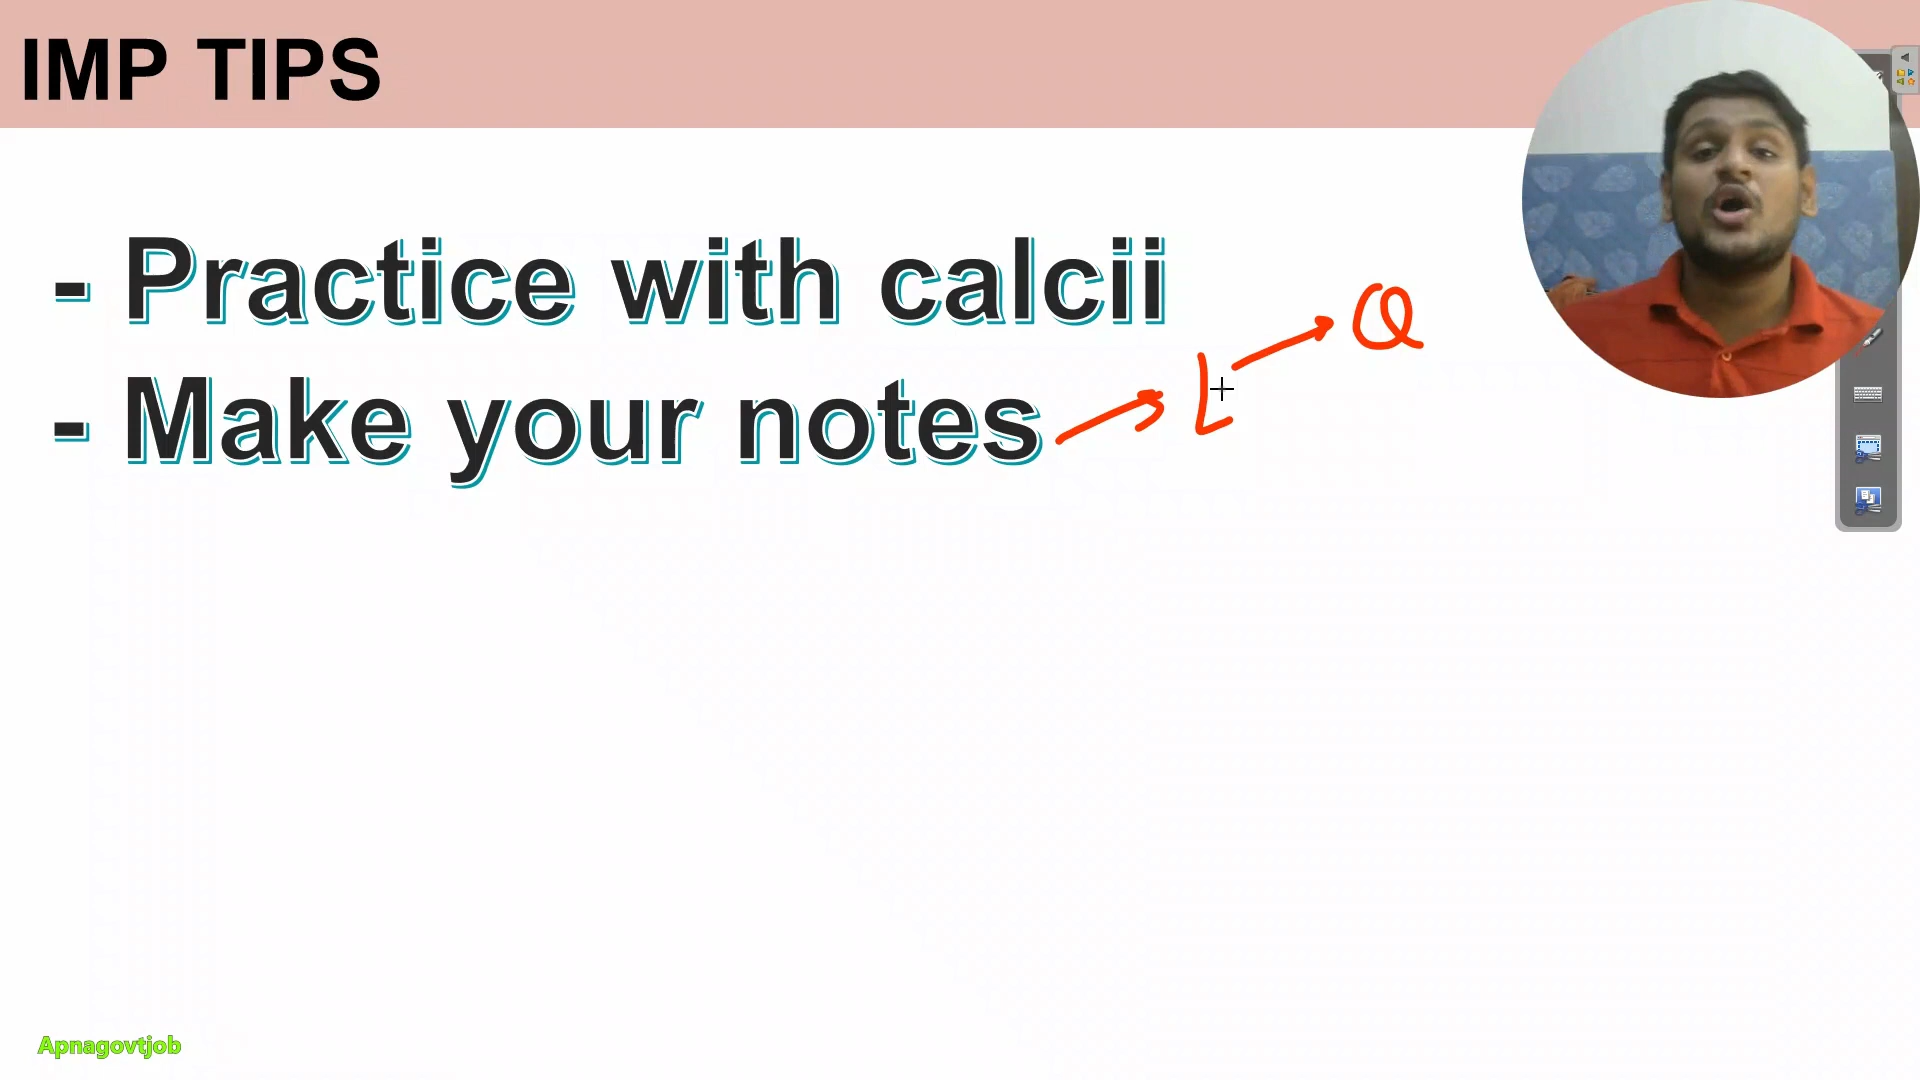 IMP TIPS
- Practice with calcii
- Make your notes → L → Q
Apnagovtjob